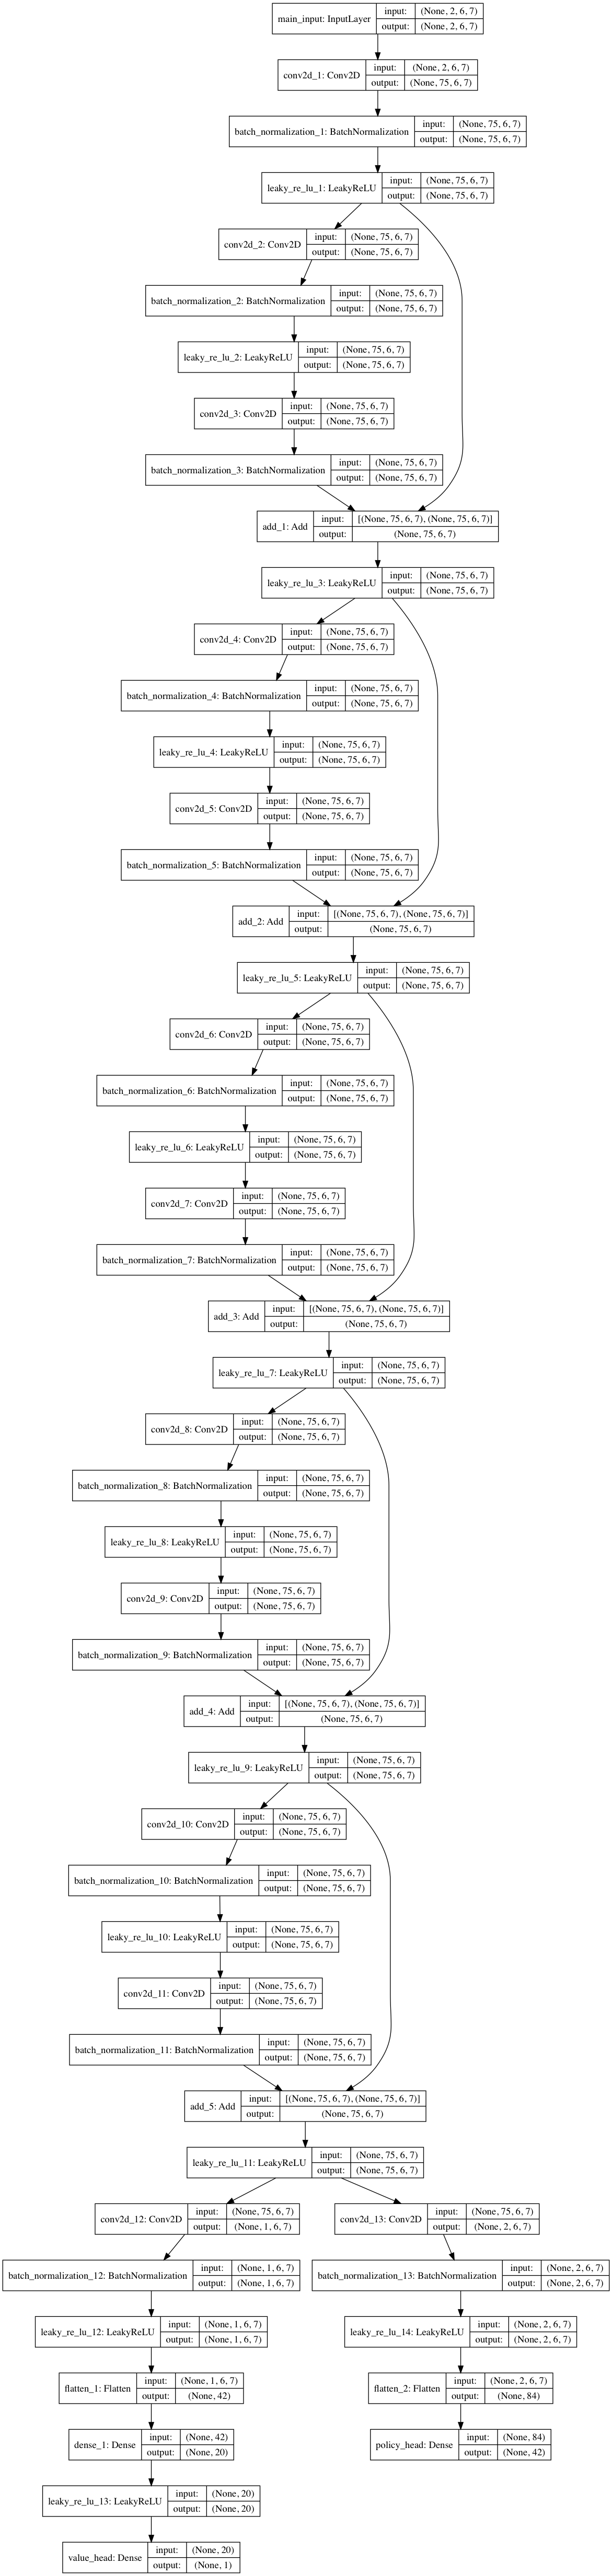 main_input: InputLayer
input: (None, 2, 6, 7)
output: (None, 2, 6, 7)
conv2d_1: Conv2D
input: (None, 2, 6, 7)
output: (None, 75, 6, 7)
batch_normalization_1: BatchNormalization
input: (None, 75, 6, 7)
output: (None, 75, 6, 7)
leaky_re_lu_1: LeakyReLU
input: (None, 75, 6, 7)
output: (None, 75, 6, 7)
conv2d_2: Conv2D
input: (None, 75, 6, 7)
output: (None, 75, 6, 7)
batch_normalization_2: BatchNormalization
input: (None, 75, 6, 7)
output: (None, 75, 6, 7)
leaky_re_lu_2: LeakyReLU
input: (None, 75, 6, 7)
output: (None, 75, 6, 7)
conv2d_3: Conv2D
input: (None, 75, 6, 7)
output: (None, 75, 6, 7)
batch_normalization_3: BatchNormalization
input: (None, 75, 6, 7)
output: (None, 75, 6, 7)
add_1: Add
input: [(None, 75, 6, 7), (None, 75, 6, 7)]
output: (None, 75, 6, 7)
leaky_re_lu_3: LeakyReLU
input: (None, 75, 6, 7)
output: (None, 75, 6, 7)
conv2d_4: Conv2D
input: (None, 75, 6, 7)
output: (None, 75, 6, 7)
batch_normalization_4: BatchNormalization
input: (None, 75, 6, 7)
output: (None, 75, 6, 7)
leaky_re_lu_4: LeakyReLU
input: (None, 75, 6, 7)
output: (None, 75, 6, 7)
conv2d_5: Conv2D
input: (None, 75, 6, 7)
output: (None, 75, 6, 7)
batch_normalization_5: BatchNormalization
input: (None, 75, 6, 7)
output: (None, 75, 6, 7)
add_2: Add
input: [(None, 75, 6, 7), (None, 75, 6, 7)]
output: (None, 75, 6, 7)
leaky_re_lu_5: LeakyReLU
input: (None, 75, 6, 7)
output: (None, 75, 6, 7)
conv2d_6: Conv2D
input: (None, 75, 6, 7)
output: (None, 75, 6, 7)
batch_normalization_6: BatchNormalization
input: (None, 75, 6, 7)
output: (None, 75, 6, 7)
leaky_re_lu_6: LeakyReLU
input: (None, 75, 6, 7)
output: (None, 75, 6, 7)
conv2d_7: Conv2D
input: (None, 75, 6, 7)
output: (None, 75, 6, 7)
batch_normalization_7: BatchNormalization
input: (None, 75, 6, 7)
output: (None, 75, 6, 7)
add_3: Add
input: [(None, 75, 6, 7), (None, 75, 6, 7)]
output: (None, 75, 6, 7)
leaky_re_lu_7: LeakyReLU
input: (None, 75, 6, 7)
output: (None, 75, 6, 7)
conv2d_8: Conv2D
input: (None, 75, 6, 7)
output: (None, 75, 6, 7)
batch_normalization_8: BatchNormalization
input: (None, 75, 6, 7)
output: (None, 75, 6, 7)
leaky_re_lu_8: LeakyReLU
input: (None, 75, 6, 7)
output: (None, 75, 6, 7)
conv2d_9: Conv2D
input: (None, 75, 6, 7)
output: (None, 75, 6, 7)
batch_normalization_9: BatchNormalization
input: (None, 75, 6, 7)
output: (None, 75, 6, 7)
add_4: Add
input: [(None, 75, 6, 7), (None, 75, 6, 7)]
output: (None, 75, 6, 7)
leaky_re_lu_9: LeakyReLU
input: (None, 75, 6, 7)
output: (None, 75, 6, 7)
conv2d_10: Conv2D
input: (None, 75, 6, 7)
output: (None, 75, 6, 7)
batch_normalization_10: BatchNormalization
input: (None, 75, 6, 7)
output: (None, 75, 6, 7)
leaky_re_lu_10: LeakyReLU
input: (None, 75, 6, 7)
output: (None, 75, 6, 7)
conv2d_11: Conv2D
input: (None, 75, 6, 7)
output: (None, 75, 6, 7)
batch_normalization_11: BatchNormalization
input: (None, 75, 6, 7)
output: (None, 75, 6, 7)
add_5: Add
input: [(None, 75, 6, 7), (None, 75, 6, 7)]
output: (None, 75, 6, 7)
leaky_re_lu_11: LeakyReLU
input: (None, 75, 6, 7)
output: (None, 75, 6, 7)
conv2d_12: Conv2D
input: (None, 75, 6, 7)
output: (None, 1, 6, 7)
conv2d_13: Conv2D
input: (None, 75, 6, 7)
output: (None, 2, 6, 7)
batch_normalization_12: BatchNormalization
input: (None, 1, 6, 7)
output: (None, 1, 6, 7)
batch_normalization_13: BatchNormalization
input: (None, 2, 6, 7)
output: (None, 2, 6, 7)
leaky_re_lu_12: LeakyReLU
input: (None, 1, 6, 7)
output: (None, 1, 6, 7)
leaky_re_lu_14: LeakyReLU
input: (None, 2, 6, 7)
output: (None, 2, 6, 7)
flatten_1: Flatten
input: (None, 1, 6, 7)
output: (None, 42)
flatten_2: Flatten
input: (None, 2, 6, 7)
output: (None, 84)
dense_1: Dense
input: (None, 42)
output: (None, 20)
policy_head: Dense
input: (None, 84)
output: (None, 42)
leaky_re_lu_13: LeakyReLU
input: (None, 20)
output: (None, 20)
value_head: Dense
input: (None, 20)
output: (None, 1)